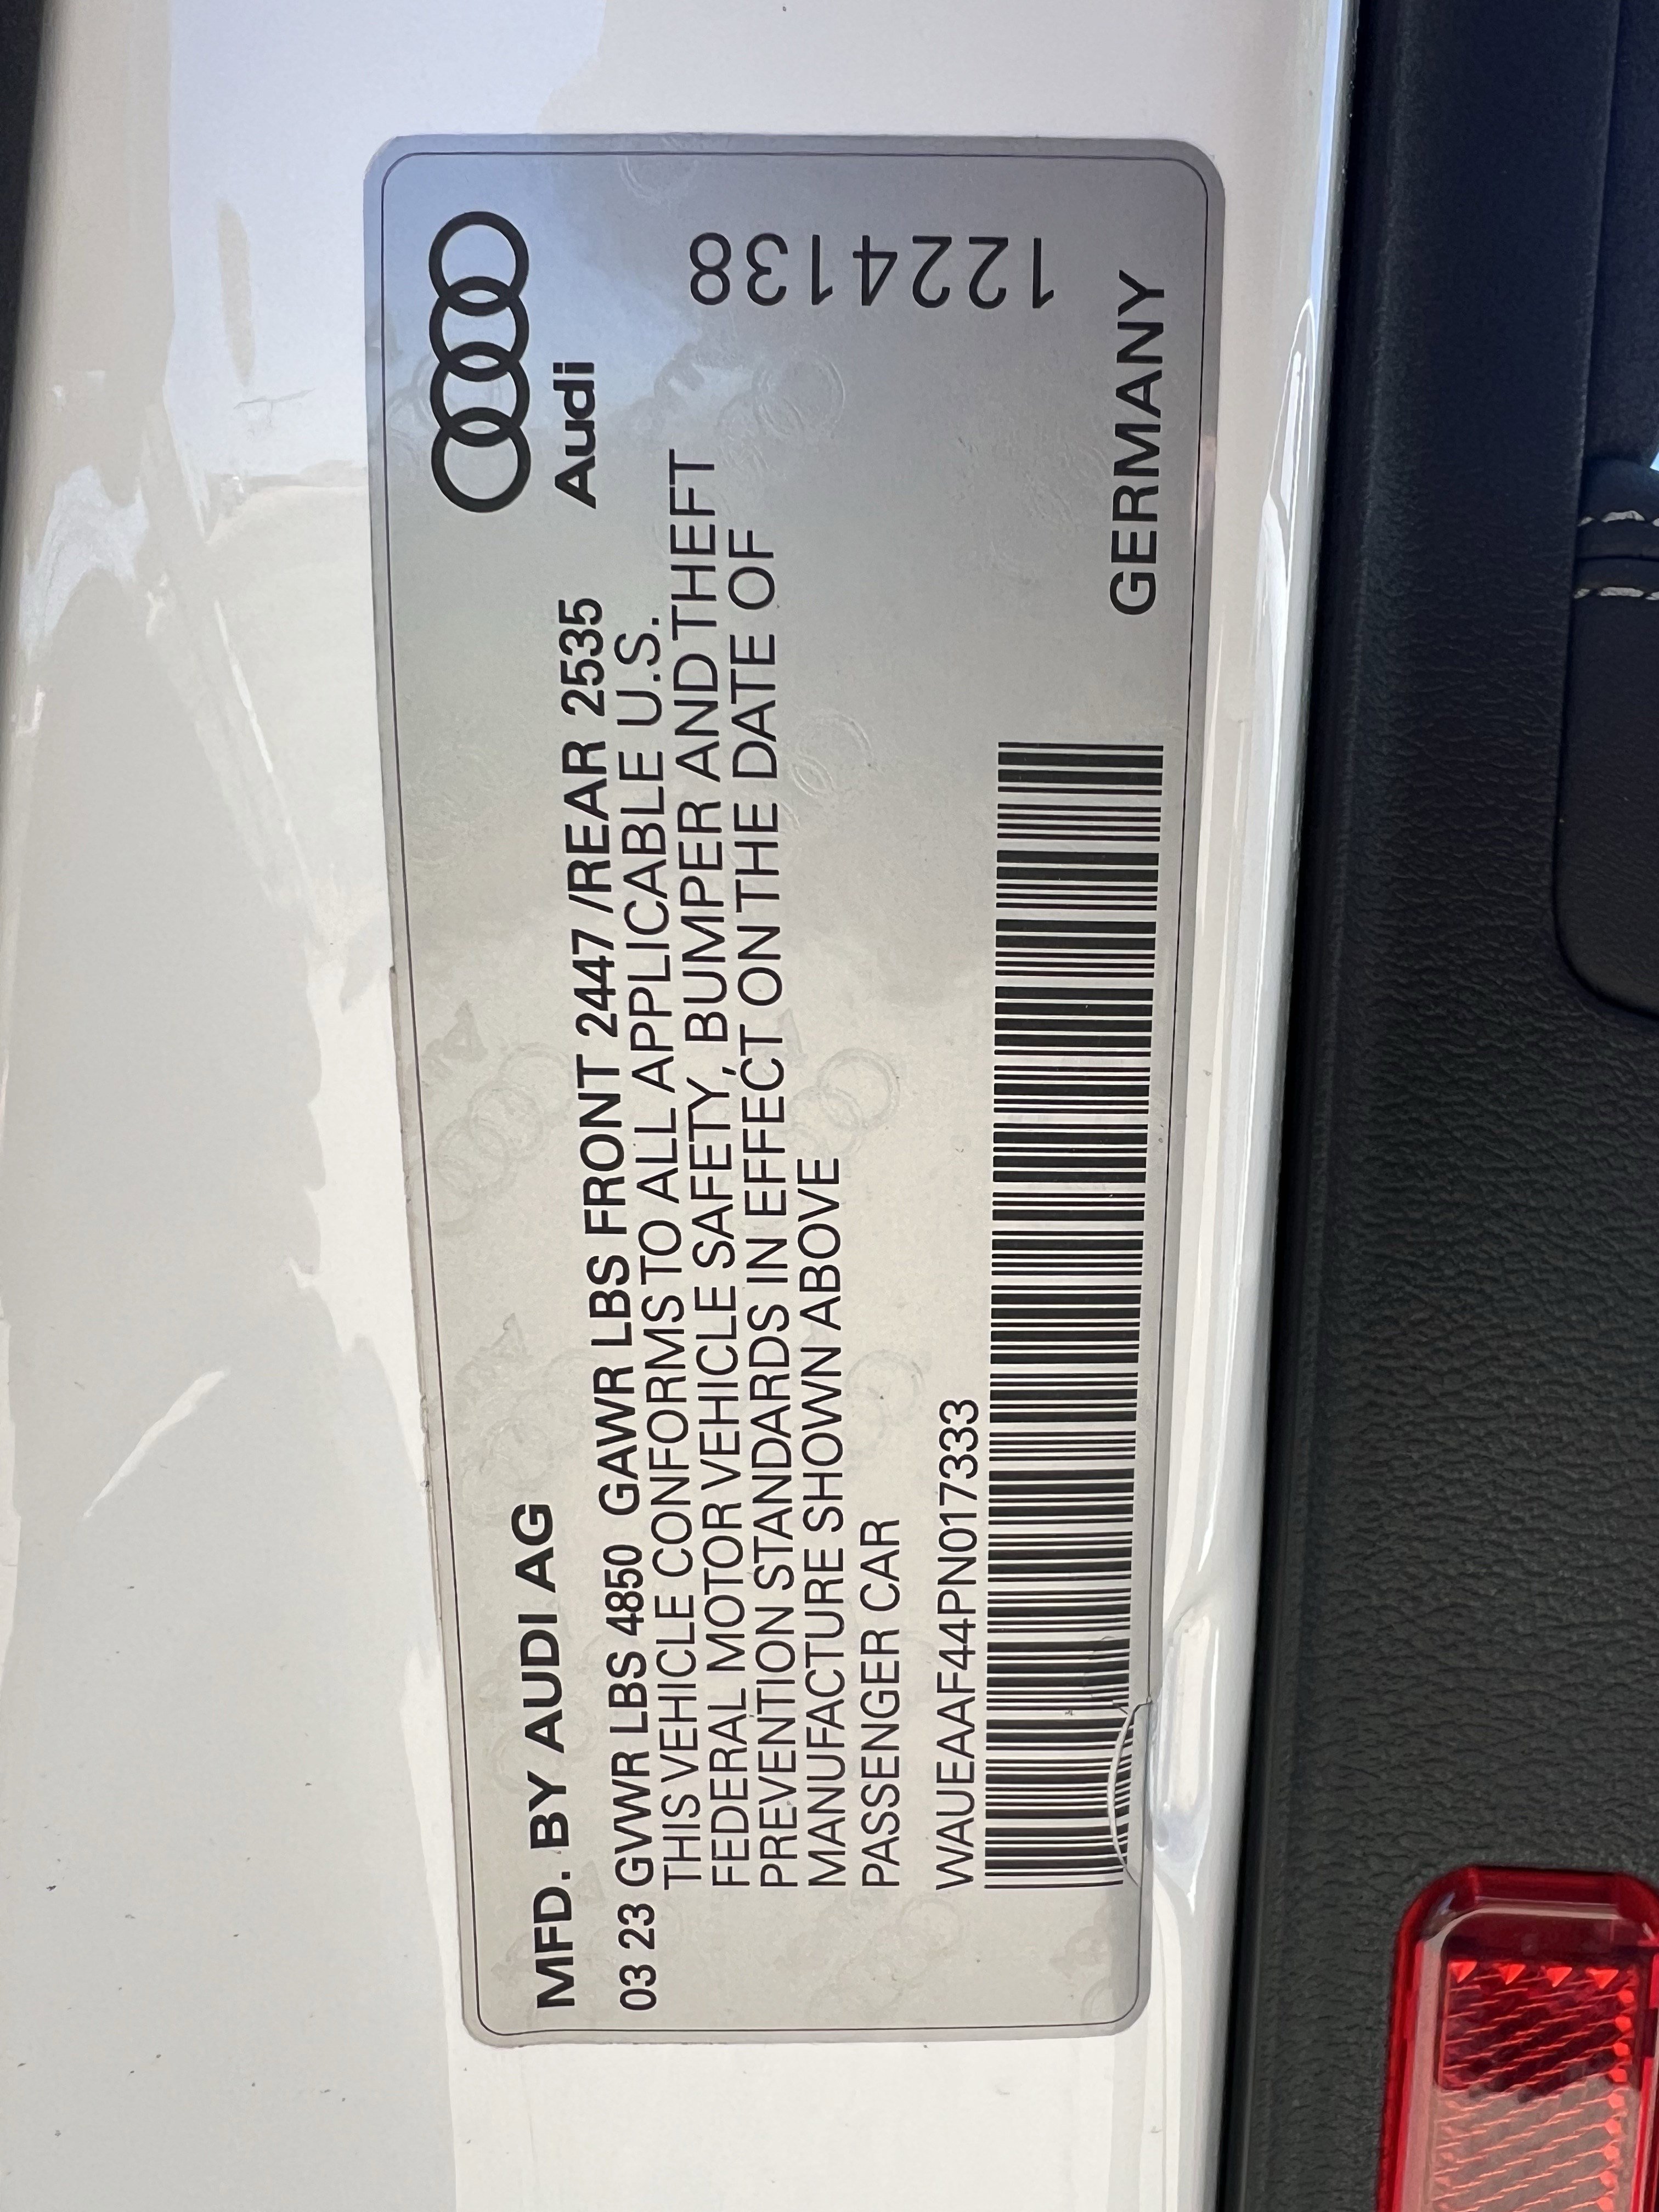 MFD. BY AUDI AG
03 23 GVWR LBS 4850 GAWR LBS FRONT 2447 /REAR 2535
THIS VEHICLE CONFORMS TO ALL APPLICABLE U.S.
FEDERAL MOTOR VEHICLE SAFETY, BUMPER AND THEFT
PREVENTION STANDARDS IN EFFECT ON THE DATE OF
MANUFACTURE SHOWN ABOVE
PASSENGER CAR
WAUEAAF44PN017333
Audi
1224138
GERMANY